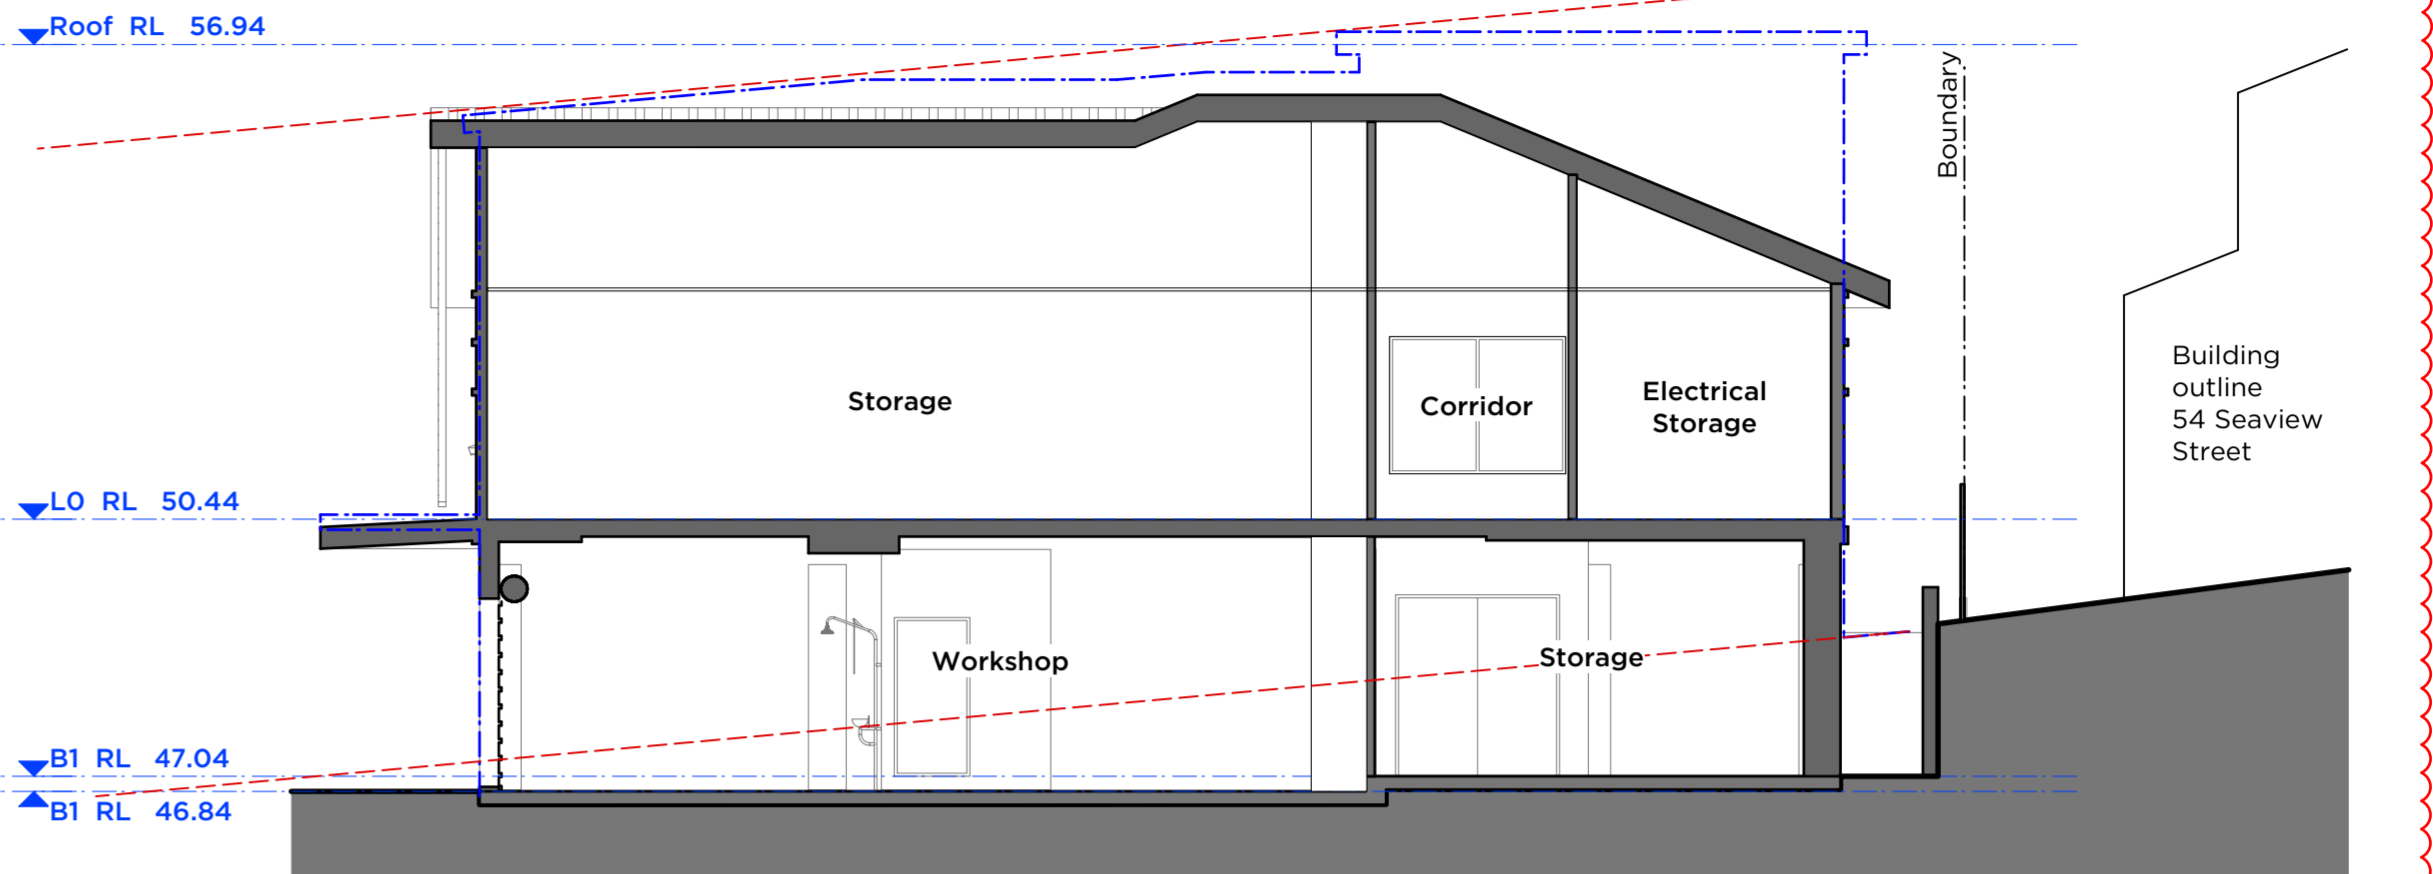 Roof RL 56.94
Boundary
Building
outline
54 Seaview
Street
Storage
Corridor
Electrical
Storage
L0 RL 50.44
Workshop
Storage
B1 RL 47.04
B1 RL 46.84